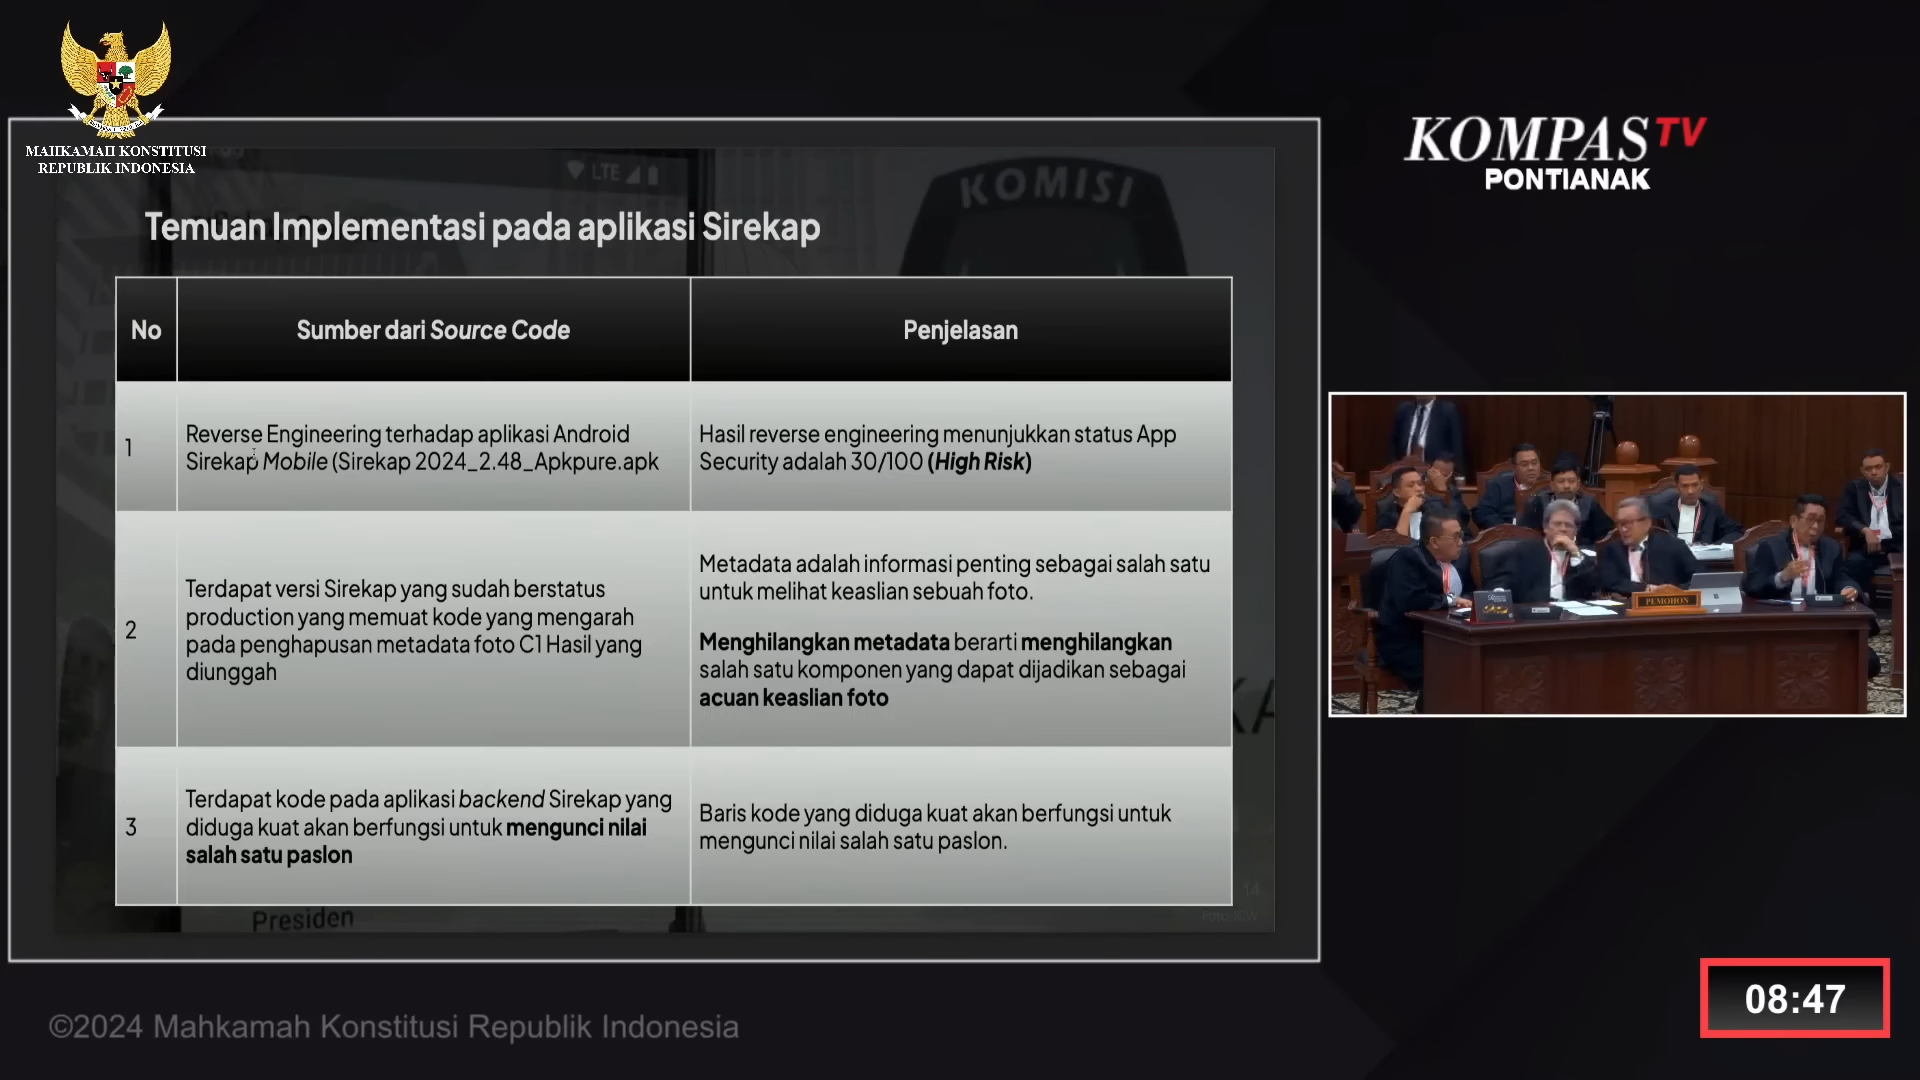 MAHKAMAH KONSTITUSI
REPUBLIK INDONESIA
KOMPAS TV
PONTIANAK
LTE
KOMISI
Temuan Implementasi pada aplikasi Sirekap
No
Sumber dari Source Code
Penjelasan
1
Reverse Engineering terhadap aplikasi Android
Sirekap Mobile (Sirekap 2024_2.48_Apkpure.apk
Hasil reverse engineering menunjukkan status App
Security adalah 30/100 (High Risk)
2
Terdapat versi Sirekap yang sudah berstatus
production yang memuat kode yang mengarah
pada penghapusan metadata foto C1 Hasil yang
diunggah
Metadata adalah informasi penting sebagai salah satu
untuk melihat keaslian sebuah foto.
Menghilangkan metadata berarti menghilangkan
salah satu komponen yang dapat dijadikan sebagai
acuan keaslian foto
3
Terdapat kode pada aplikasi backend Sirekap yang
diduga kuat akan berfungsi untuk mengunci nilai
salah satu paslon
Baris kode yang diduga kuat akan berfungsi untuk
mengunci nilai salah satu paslon.
14
Foto: ICW
Presiden
PEMOHON
08:47
©2024 Mahkamah Konstitusi Republik Indonesia